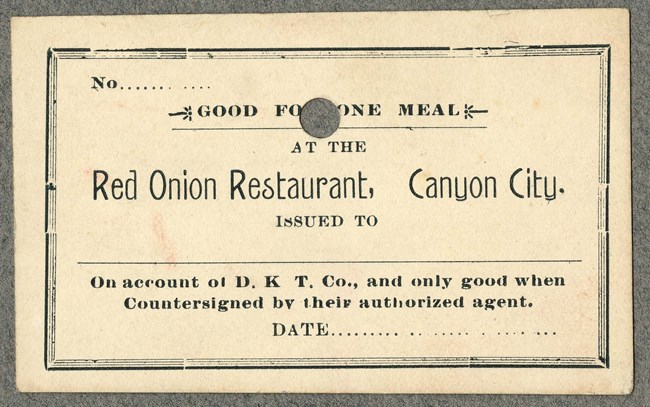 No..............
GOOD FOR ONE MEAL
AT THE
Red Onion Restaurant, Canyon City.
ISSUED TO
On account of D. K T. Co., and only good when
Countersigned by their authorized agent.
DATE..............................